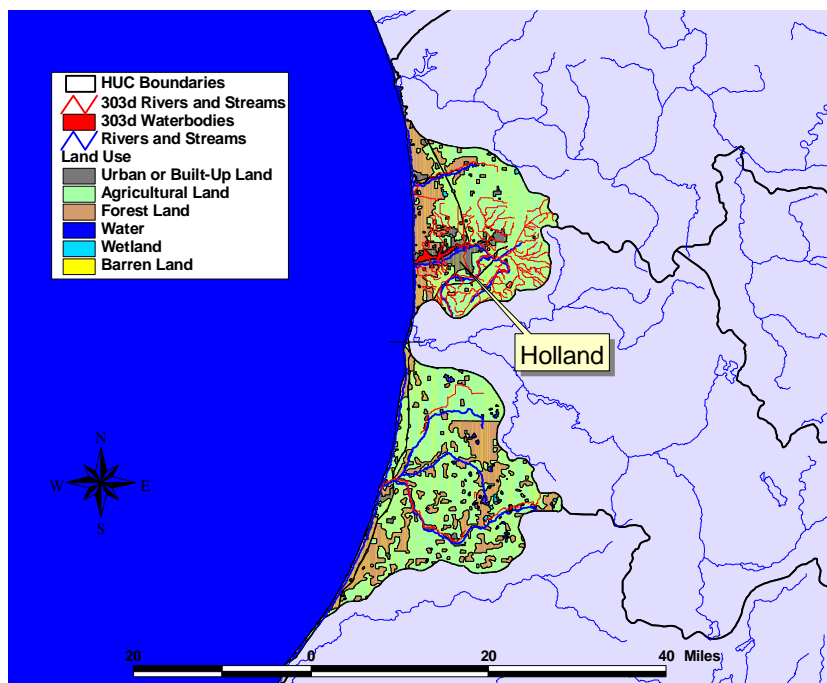 HUC Boundaries
303d Rivers and Streams
303d Waterbodies
Rivers and Streams
Land Use
Urban or Built-Up Land
Agricultural Land
Forest Land
Water
Wetland
Barren Land
Holland
N
W E
S
20 0 20 40 Miles